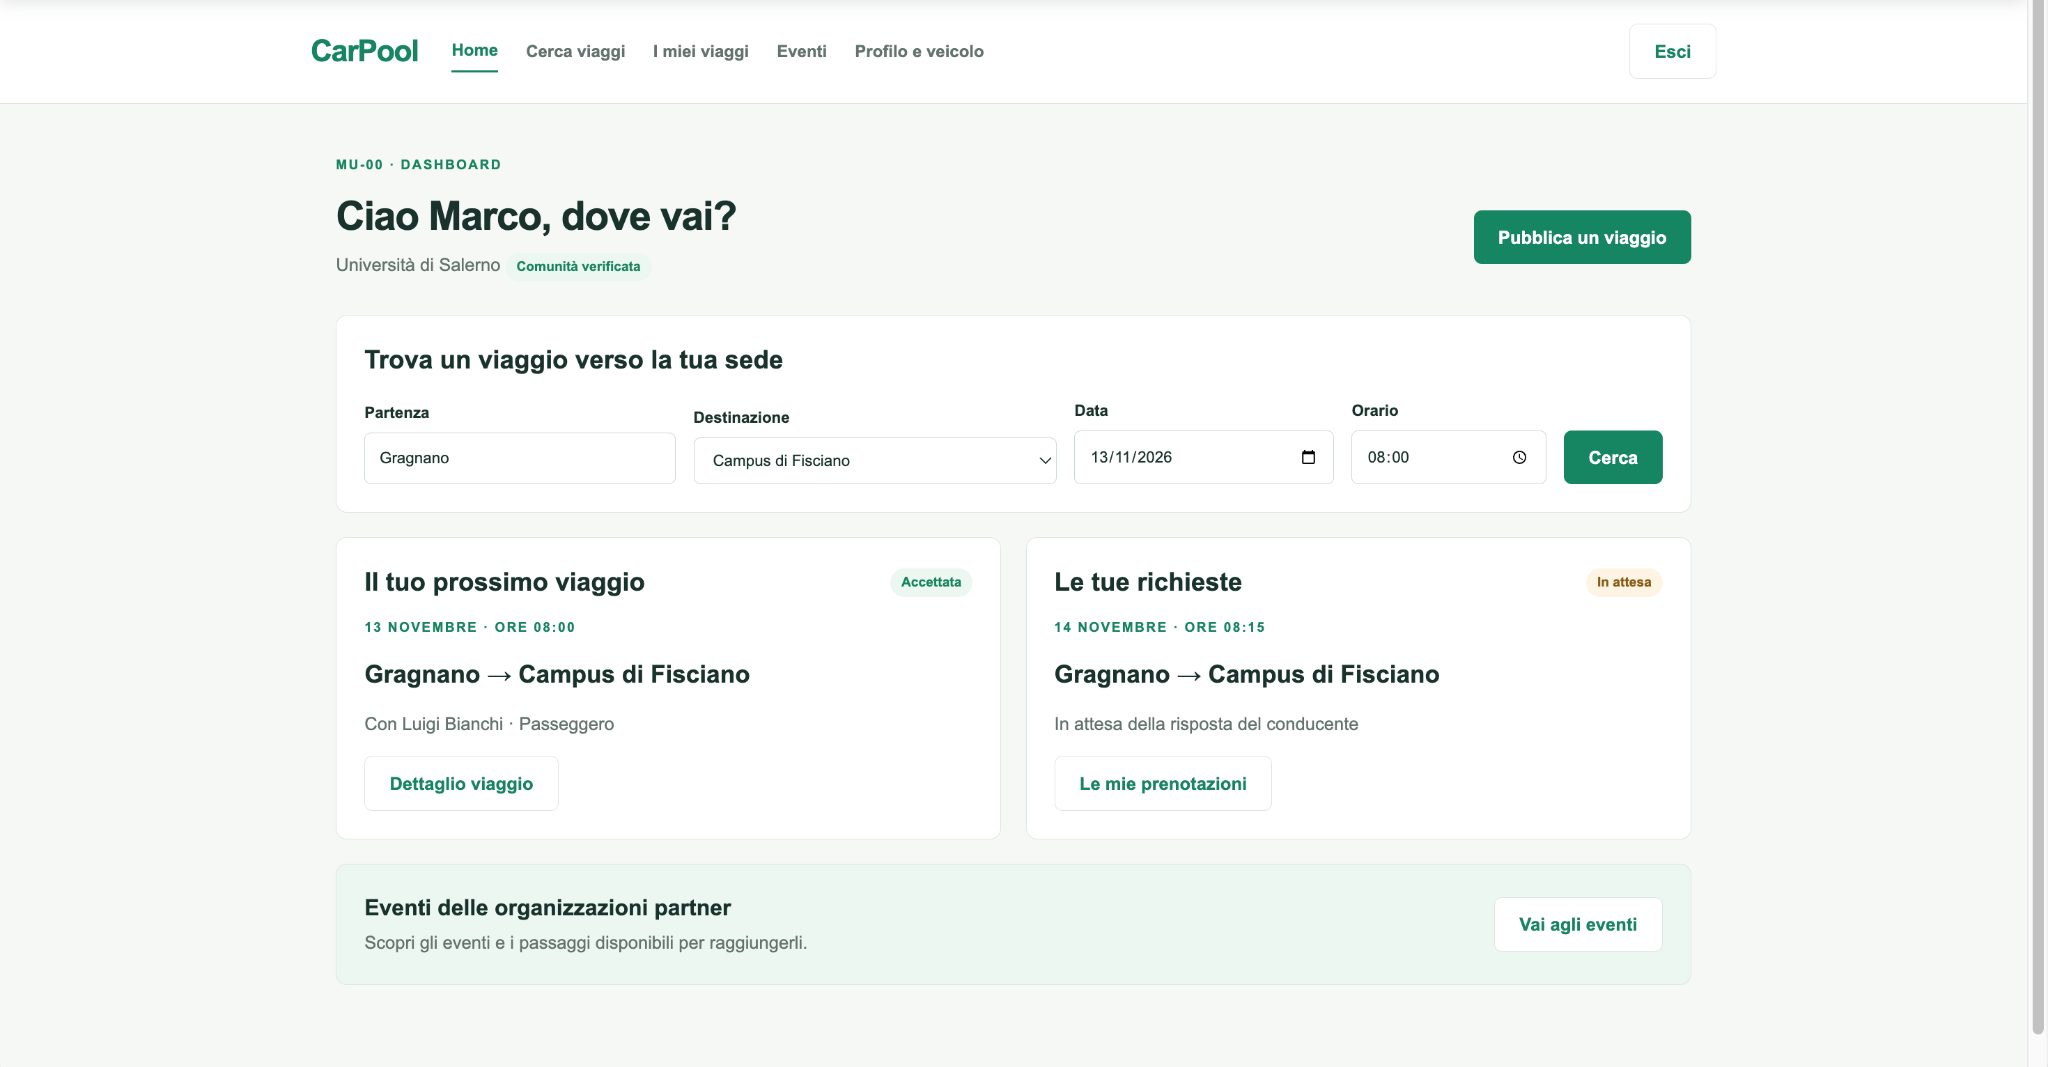 CarPool Home Cerca viaggi I miei viaggi Eventi Profilo e veicolo Esci
MU-00 · DASHBOARD
Ciao Marco, dove vai?
Università di Salerno Comunità verificata
Pubblica un viaggio
Trova un viaggio verso la tua sede
Partenza Destinazione Data Orario
Gragnano Campus di Fisciano 13/11/2026 08:00 Cerca
Il tuo prossimo viaggio Accettata
13 NOVEMBRE · ORE 08:00
Gragnano → Campus di Fisciano
Con Luigi Bianchi · Passeggero
Dettaglio viaggio
Le tue richieste In attesa
14 NOVEMBRE · ORE 08:15
Gragnano → Campus di Fisciano
In attesa della risposta del conducente
Le mie prenotazioni
Eventi delle organizzazioni partner
Scopri gli eventi e i passaggi disponibili per raggiungerli.
Vai agli eventi